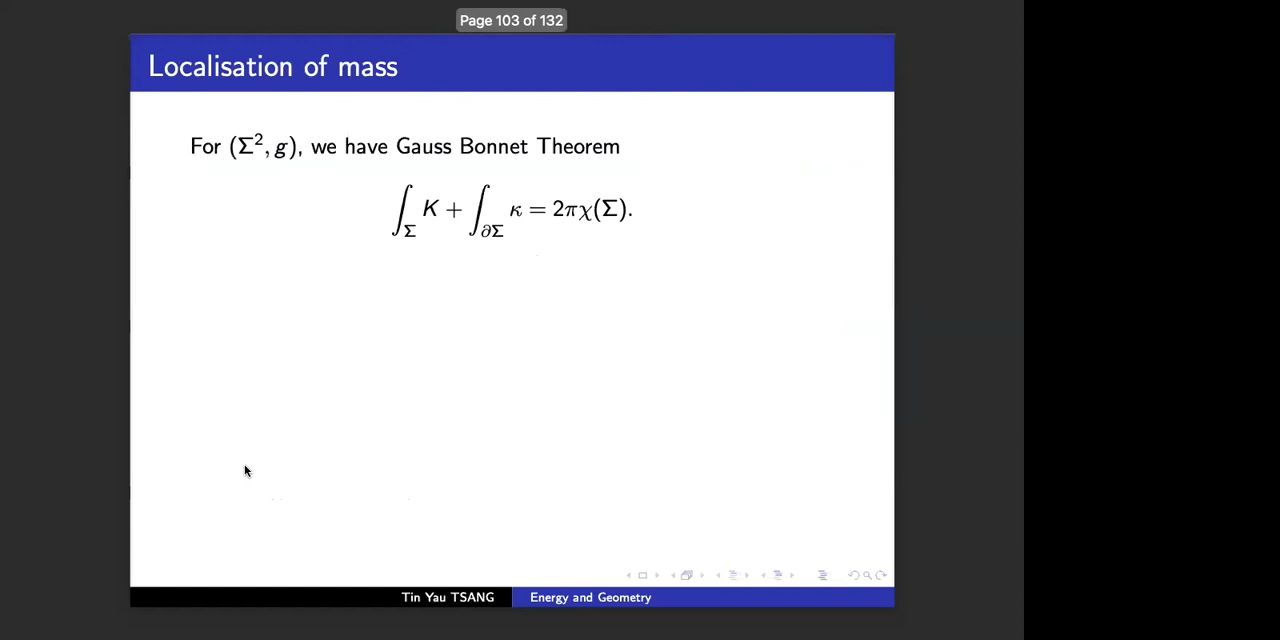 Page 103 of 132
Localisation of mass
For (Σ², g), we have Gauss Bonnet Theorem
∫_Σ K + ∫_∂Σ κ = 2πχ(Σ).
Tin Yau TSANG Energy and Geometry